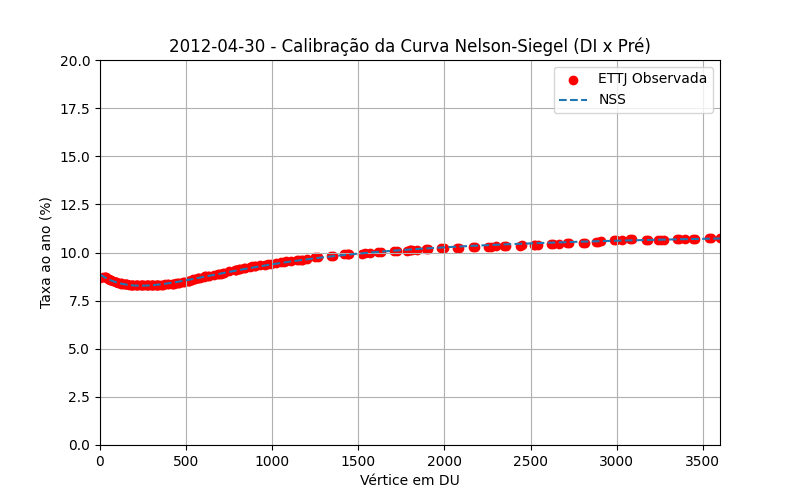 2012-04-30 - Calibração da Curva Nelson-Siegel (DI x Pré)
20.0
17.5
15.0
12.5
10.0
7.5
5.0
2.5
0.0
Taxa ao ano (%)
ETTJ Observada
NSS
0 500 1000 1500 2000 2500 3000 3500
Vértice em DU